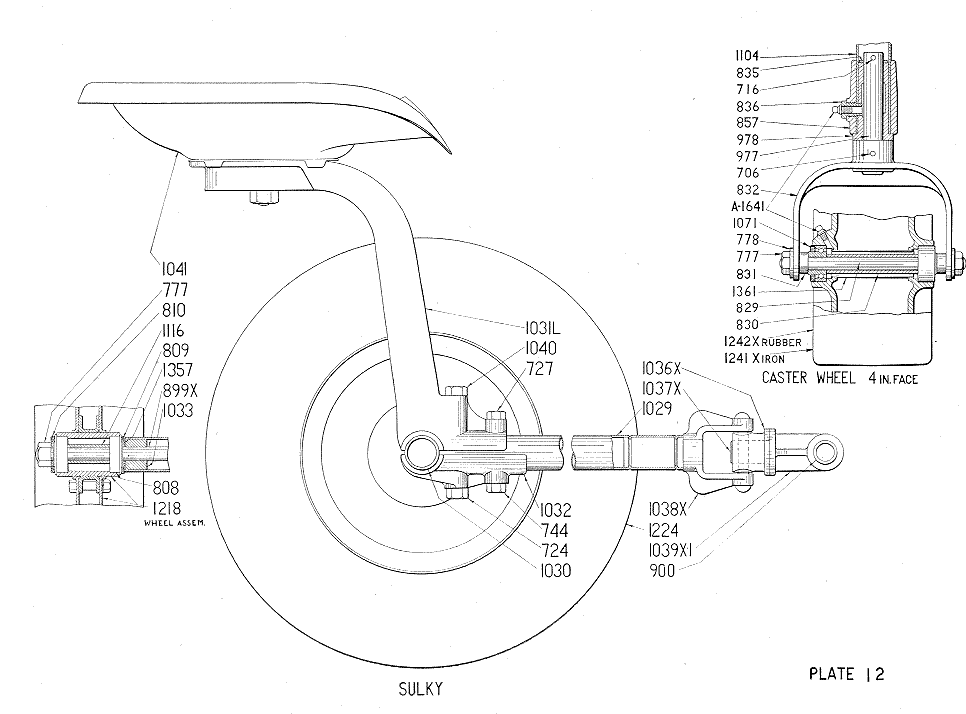 1104
835
716
836
857
978
977
706
832
A-1641
1071
778
777
831
1361
829
830
1242X RUBBER
1241 X IRON
CASTER WHEEL 4 IN. FACE
1041
777
810
1116
809
1357
899X
1033
808
1218
WHEEL ASSEM.
1031L
1040
727
1036X
1037X
1029
1032
744
724
1030
1038X
1224
1039X1
900
SULKY
PLATE 12